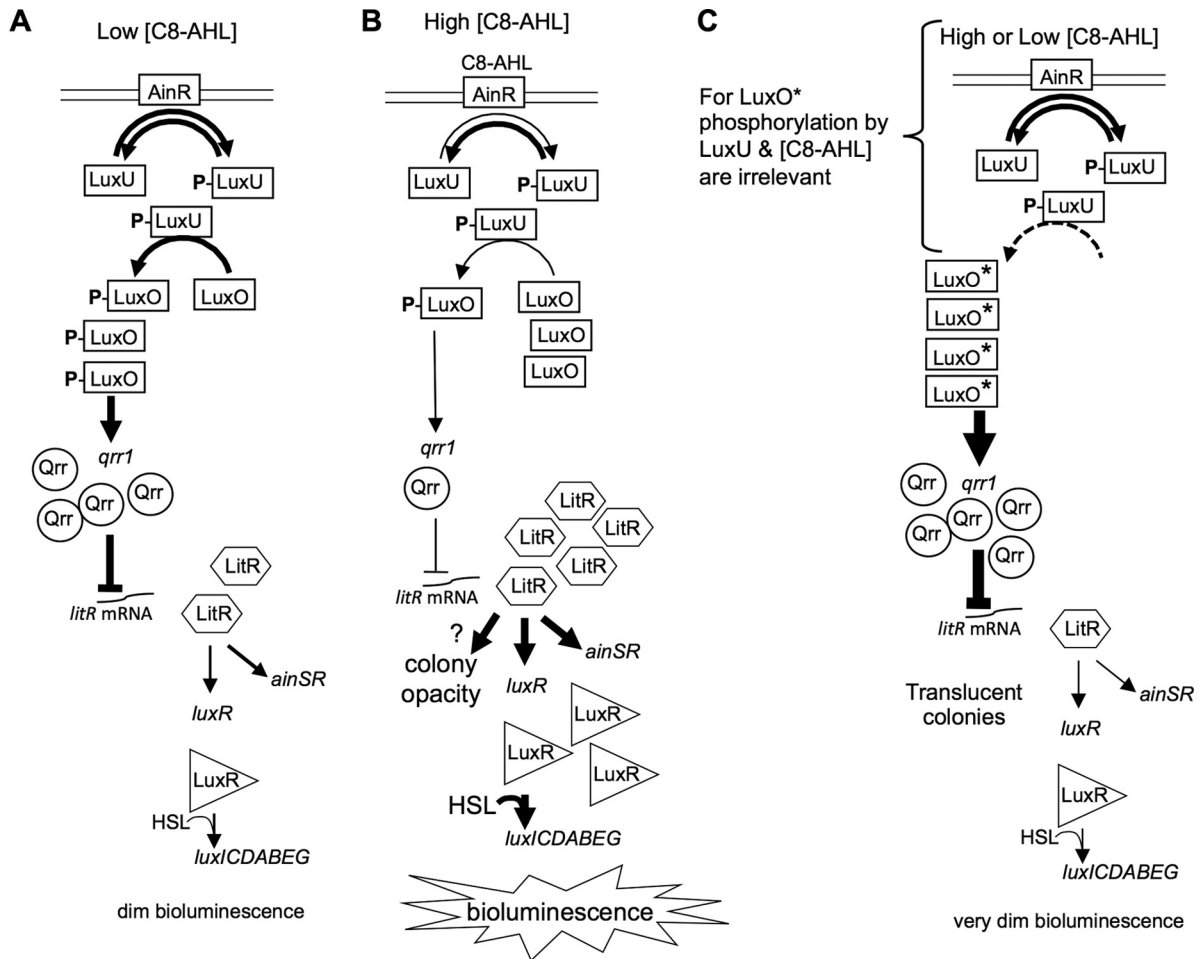 A
Low [C8-AHL]
AinR
LuxU
P-LuxU
P-LuxU
P-LuxO
LuxO
P-LuxO
P-LuxO
qrr1
Qrr
Qrr
Qrr
Qrr
litR mRNA
LitR
LitR
ainSR
luxR
LuxR
HSL
luxICDABEG
dim bioluminescence
B
High [C8-AHL]
C8-AHL
AinR
LuxU
P-LuxU
P-LuxU
P-LuxO
LuxO
LuxO
LuxO
qrr1
Qrr
litR mRNA
LitR
LitR
LitR
LitR
LitR
?
colony
opacity
luxR
ainSR
LuxR
LuxR
LuxR
HSL
luxICDABEG
bioluminescence
C
High or Low [C8-AHL]
For LuxO*
phosphorylation by
LuxU & [C8-AHL]
are irrelevant
AinR
LuxU
P-LuxU
P-LuxU
LuxO*
LuxO*
LuxO*
LuxO*
qrr1
Qrr
Qrr
Qrr
Qrr
Qrr
litR mRNA
LitR
Translucent
colonies
luxR
ainSR
LuxR
HSL
luxICDABEG
very dim bioluminescence